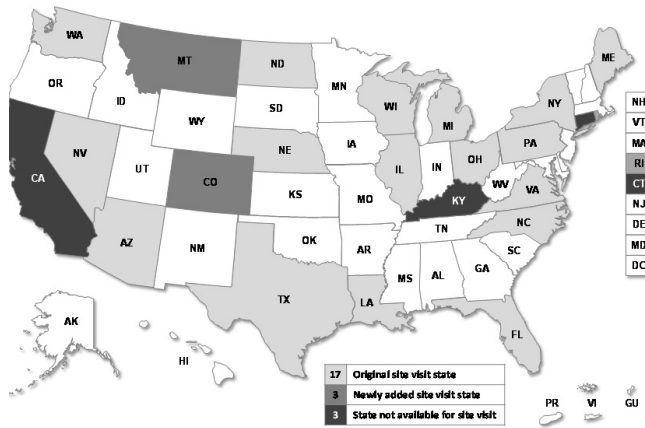 WA
MT
ND
MN
ME
OR
ID
SD
WI
MI
NY
WY
NE
IA
PA
NH
VT
MA
RI
CT
NJ
DE
MD
DC
NV
UT
CO
KS
MO
IL
IN
OH
WV
VA
CA
KY
AZ
NM
OK
AR
TN
NC
SC
MS
AL
GA
TX
LA
FL
AK
HI
17 Original site visit state
3 Newly added site visit state
3 State not available for site visit
PR VI GU